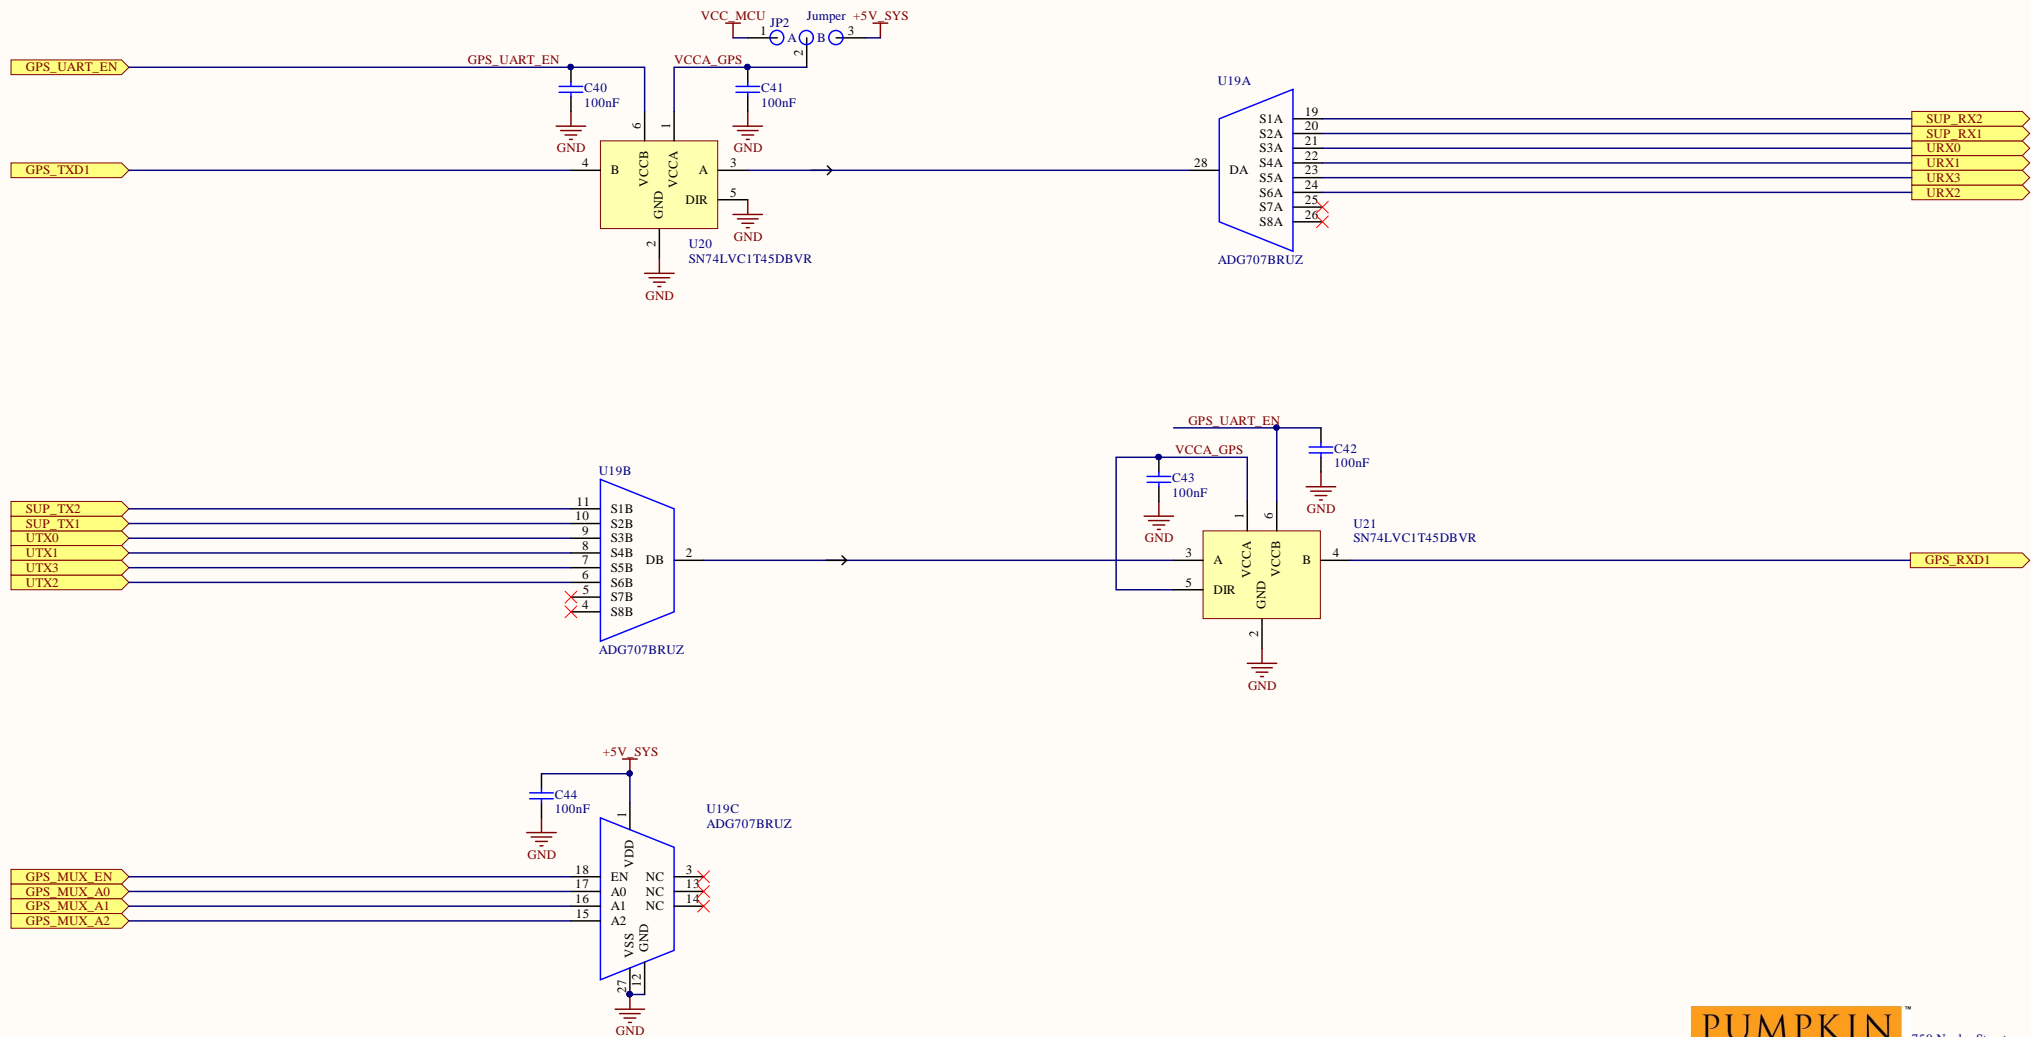 VCC_MCU JP2 Jumper +5V_SYS
1 A B 3
2
GPS_UART_EN GPS_UART_EN VCCA_GPS
C40 100nF
GND
C41 100nF
GND
6 1
GPS_TXD1 4 B VCCB VCCA A 3
GND DIR 5
GND
2
U20
SN74LVC1T45DBVR
GND
U19A
S1A 19 SUP_RX2
S2A 20 SUP_RX1
S3A 21 URX0
S4A 22 URX1
28 DA
S5A 23 URX3
S6A 24 URX2
S7A 25
S8A 26
ADG707BRUZ
U19B
SUP_TX2 11 S1B
SUP_TX1 10 S2B
UTX0 9 S3B
UTX1 8 S4B
DB 2
UTX3 7 S5B
UTX2 6 S6B
5 S7B
4 S8B
ADG707BRUZ
GPS_UART_EN
VCCA_GPS
C42
100nF
GND
C43
100nF
GND
1 6
U21
SN74LVC1T45DBVR
3 A VCCA VCCB B 4 GPS_RXD1
5 DIR GND
2
GND
+5V_SYS
C44
100nF
GND
1
U19C
ADG707BRUZ
VDD
GPS_MUX_EN 18 EN NC 3
GPS_MUX_A0 17 A0 NC 13
GPS_MUX_A1 16 A1 NC 14
GPS_MUX_A2 15 A2
VSS GND
27 12
GND
PUMPKIN ™